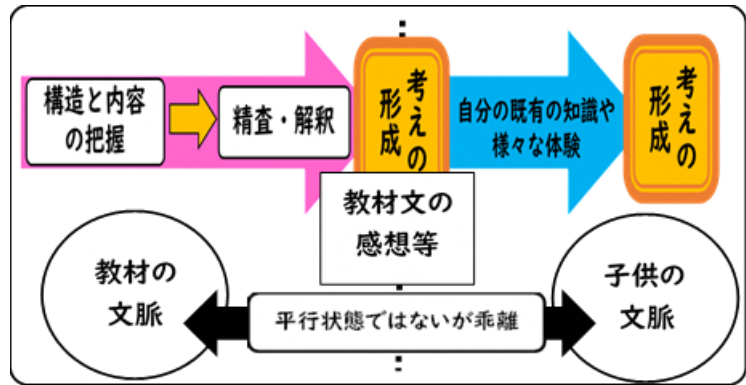 構造と内容
の把握
精査・解釈
考えの
形成
自分の既有の知識や
様々な体験
考えの
形成
教材文の
感想等
教材の
文脈
平行状態ではないが乖離
子供の
文脈